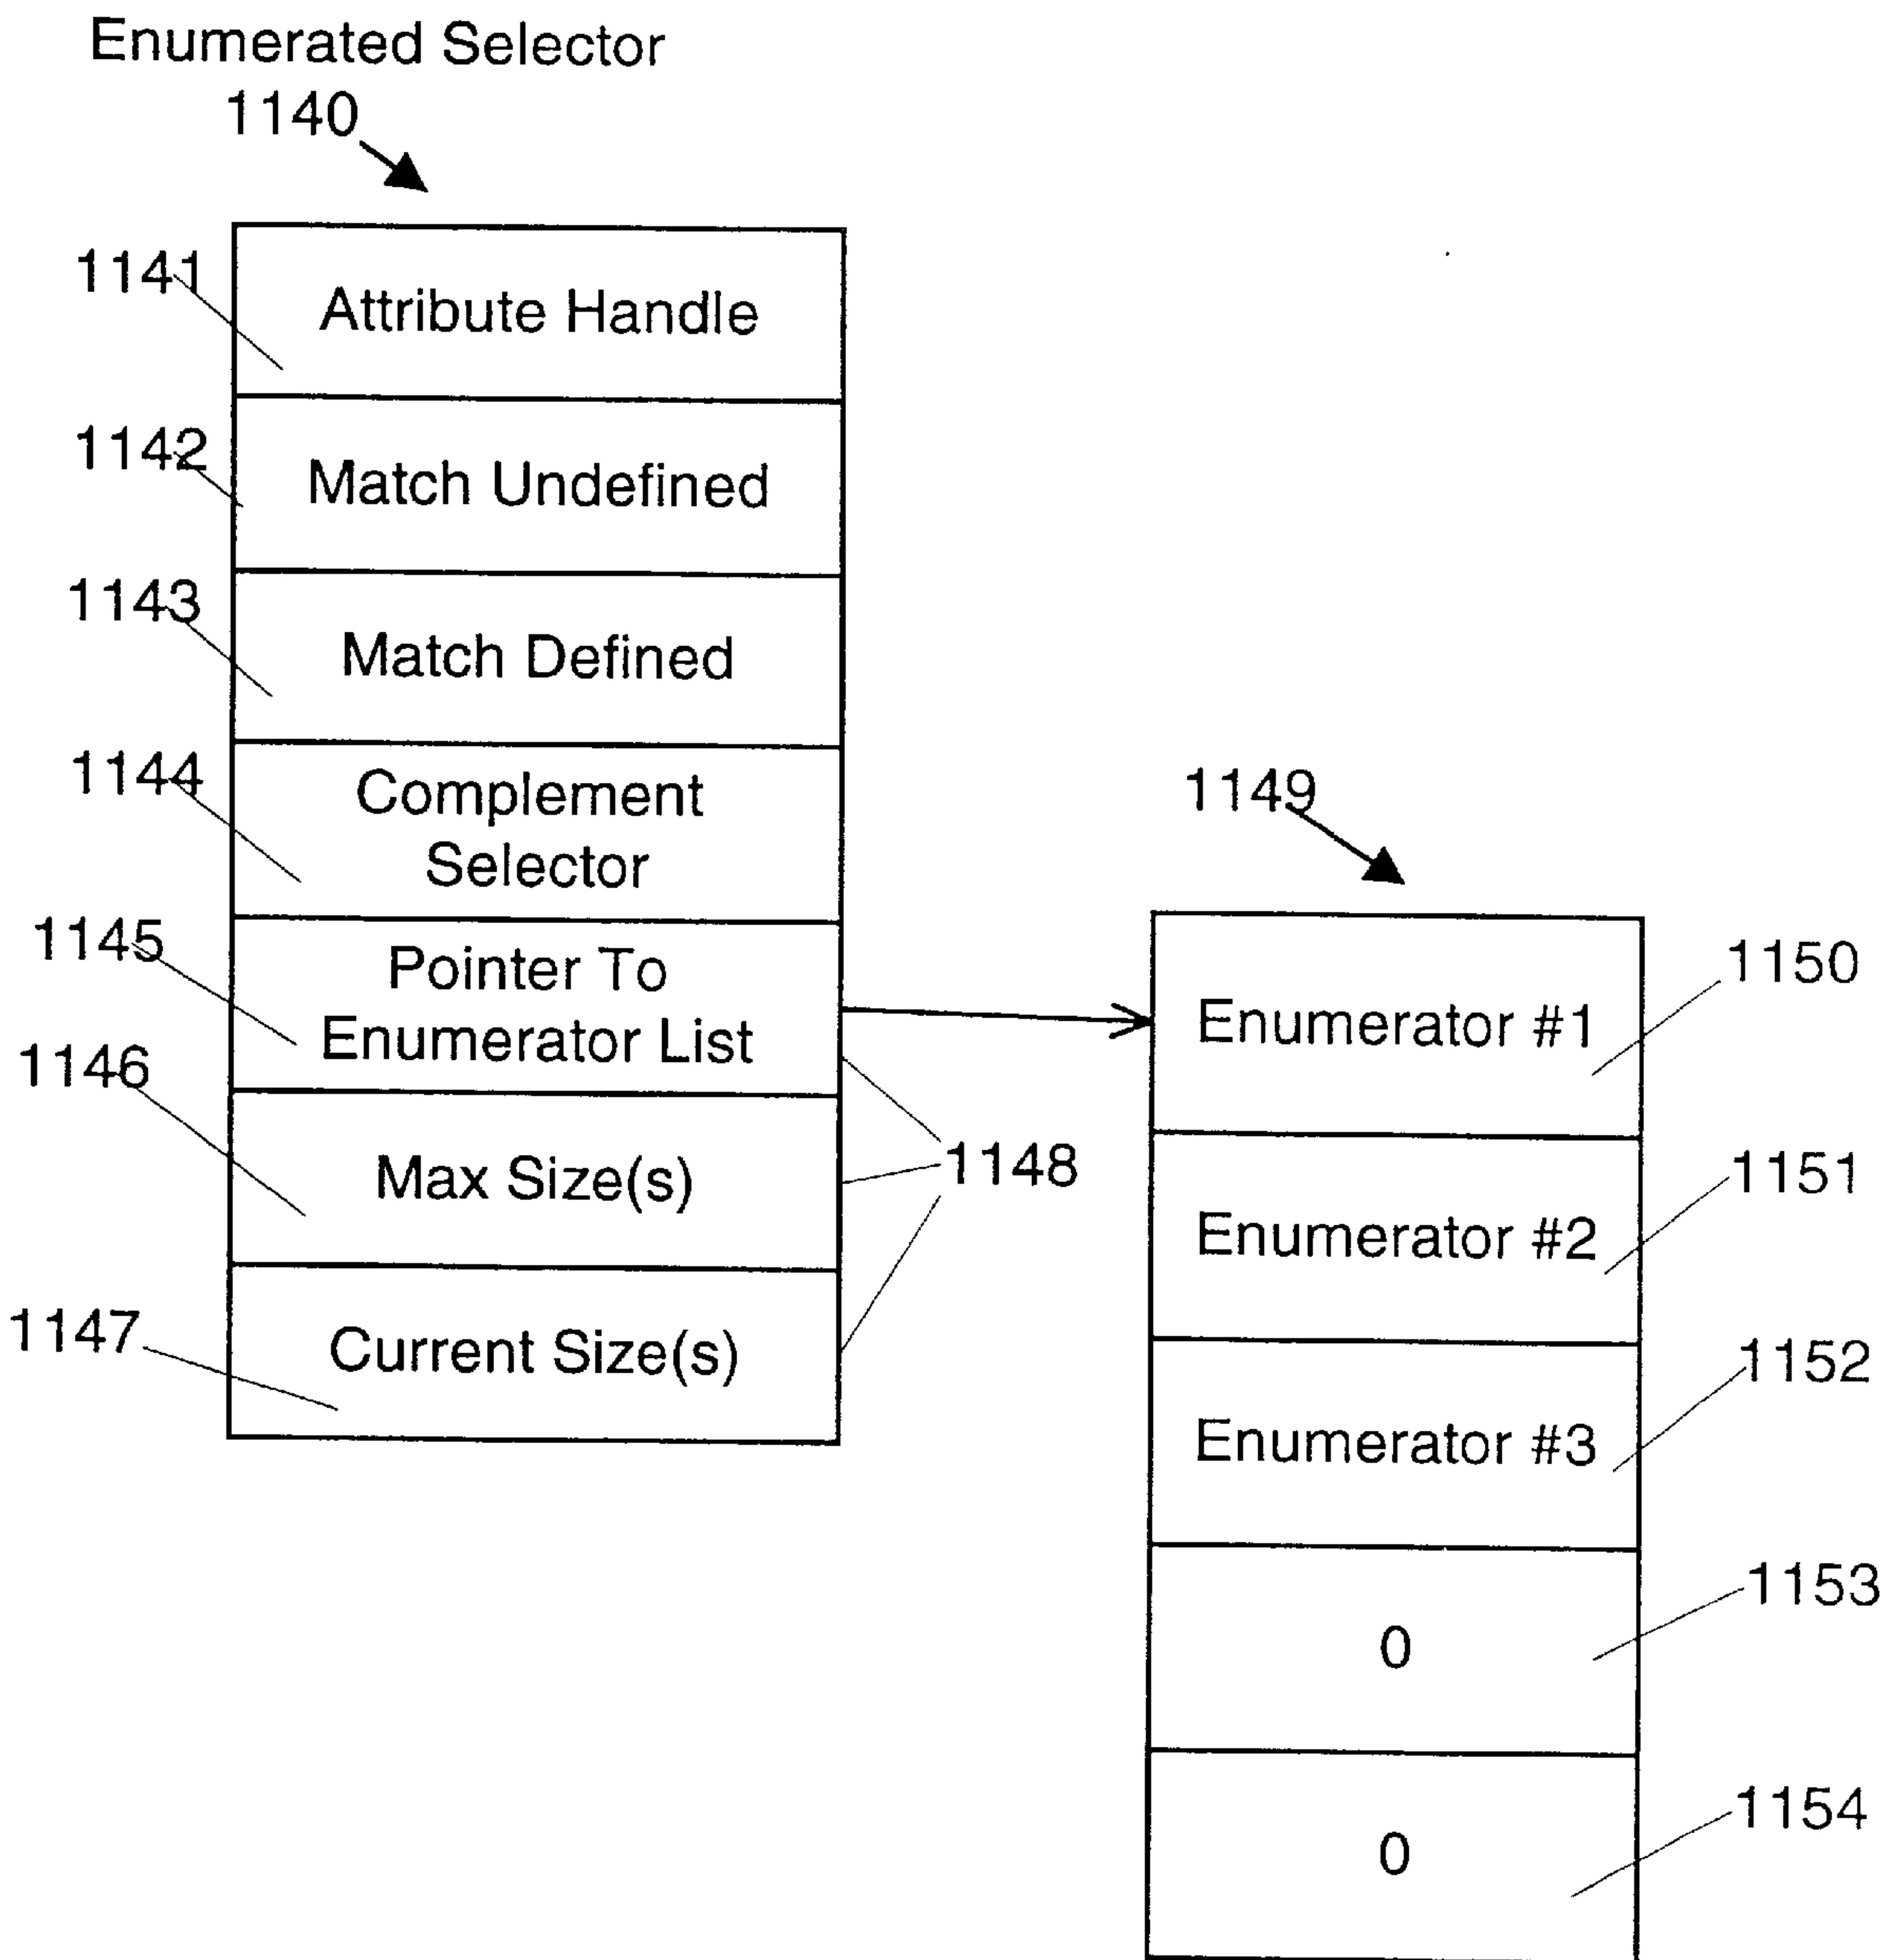 Enumerated Selector
1140
1141
Attribute Handle
1142
Match Undefined
1143
Match Defined
1144
Complement
Selector
1145
Pointer To
Enumerator List
1146
Max Size(s)
1148
1147
Current Size(s)
1149
1150
Enumerator #1
1151
Enumerator #2
1152
Enumerator #3
1153
0
1154
0